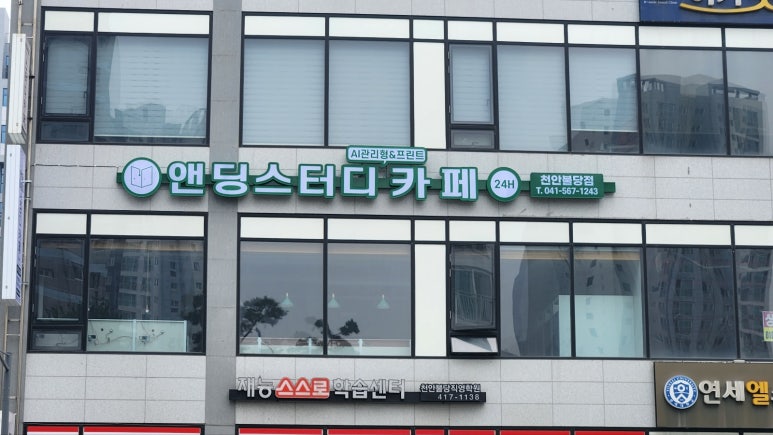 AI관리형&프린트
앤딩스터디카페
24H
천안불당점
T. 041-567-1243
재능스스로학습센터
천안불당직영학원
417-1138
연세엘